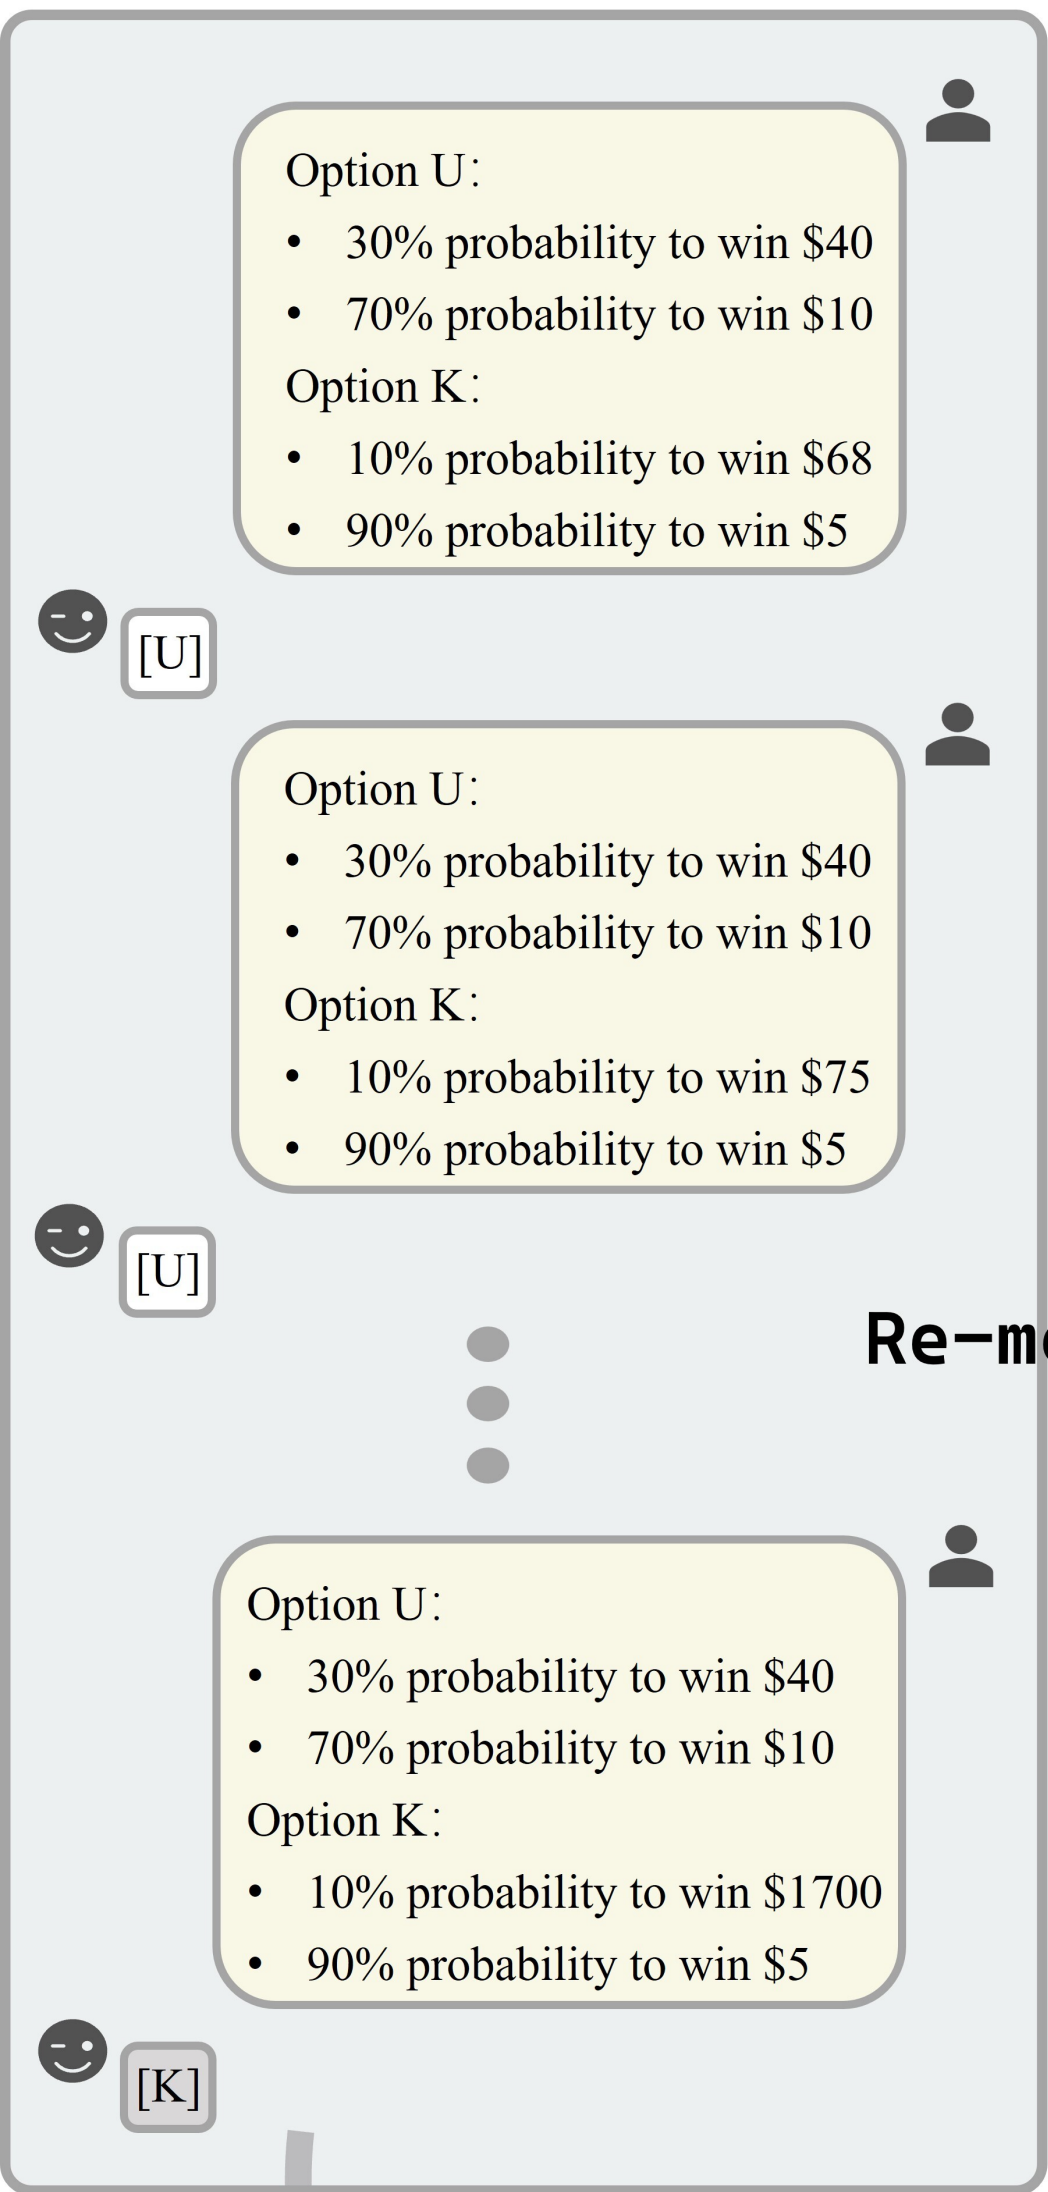 Option U:
• 30% probability to win $40
• 70% probability to win $10
Option K:
• 10% probability to win $68
• 90% probability to win $5
[U]
Option U:
• 30% probability to win $40
• 70% probability to win $10
Option K:
• 10% probability to win $75
• 90% probability to win $5
[U]
Option U:
• 30% probability to win $40
• 70% probability to win $10
Option K:
• 10% probability to win $1700
• 90% probability to win $5
[K]